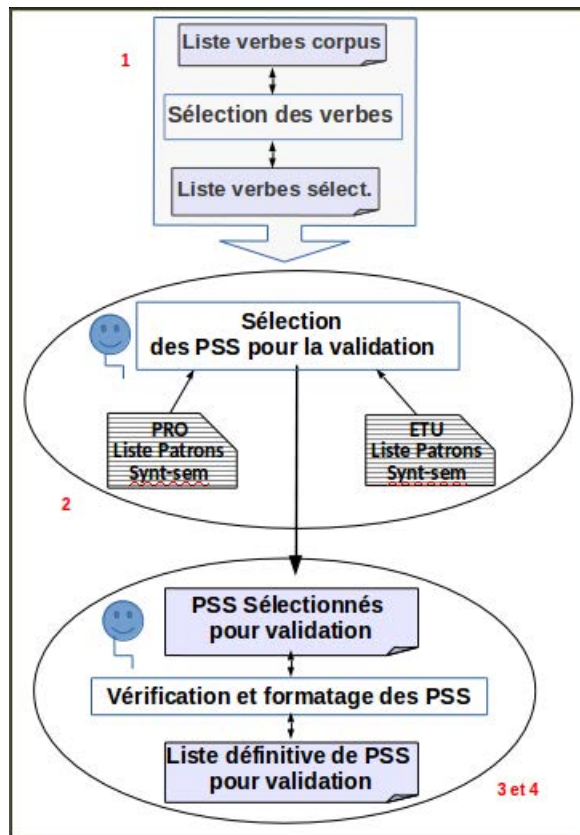 1
Liste verbes corpus
Sélection des verbes
Liste verbes sélect.
Sélection
des PSS pour la validation
PRO
Liste Patrons
Synt-sem
ETU
Liste Patrons
Synt-sem
2
PSS Sélectionnés
pour validation
Vérification et formatage des PSS
Liste définitive de PSS
pour validation
3 et 4